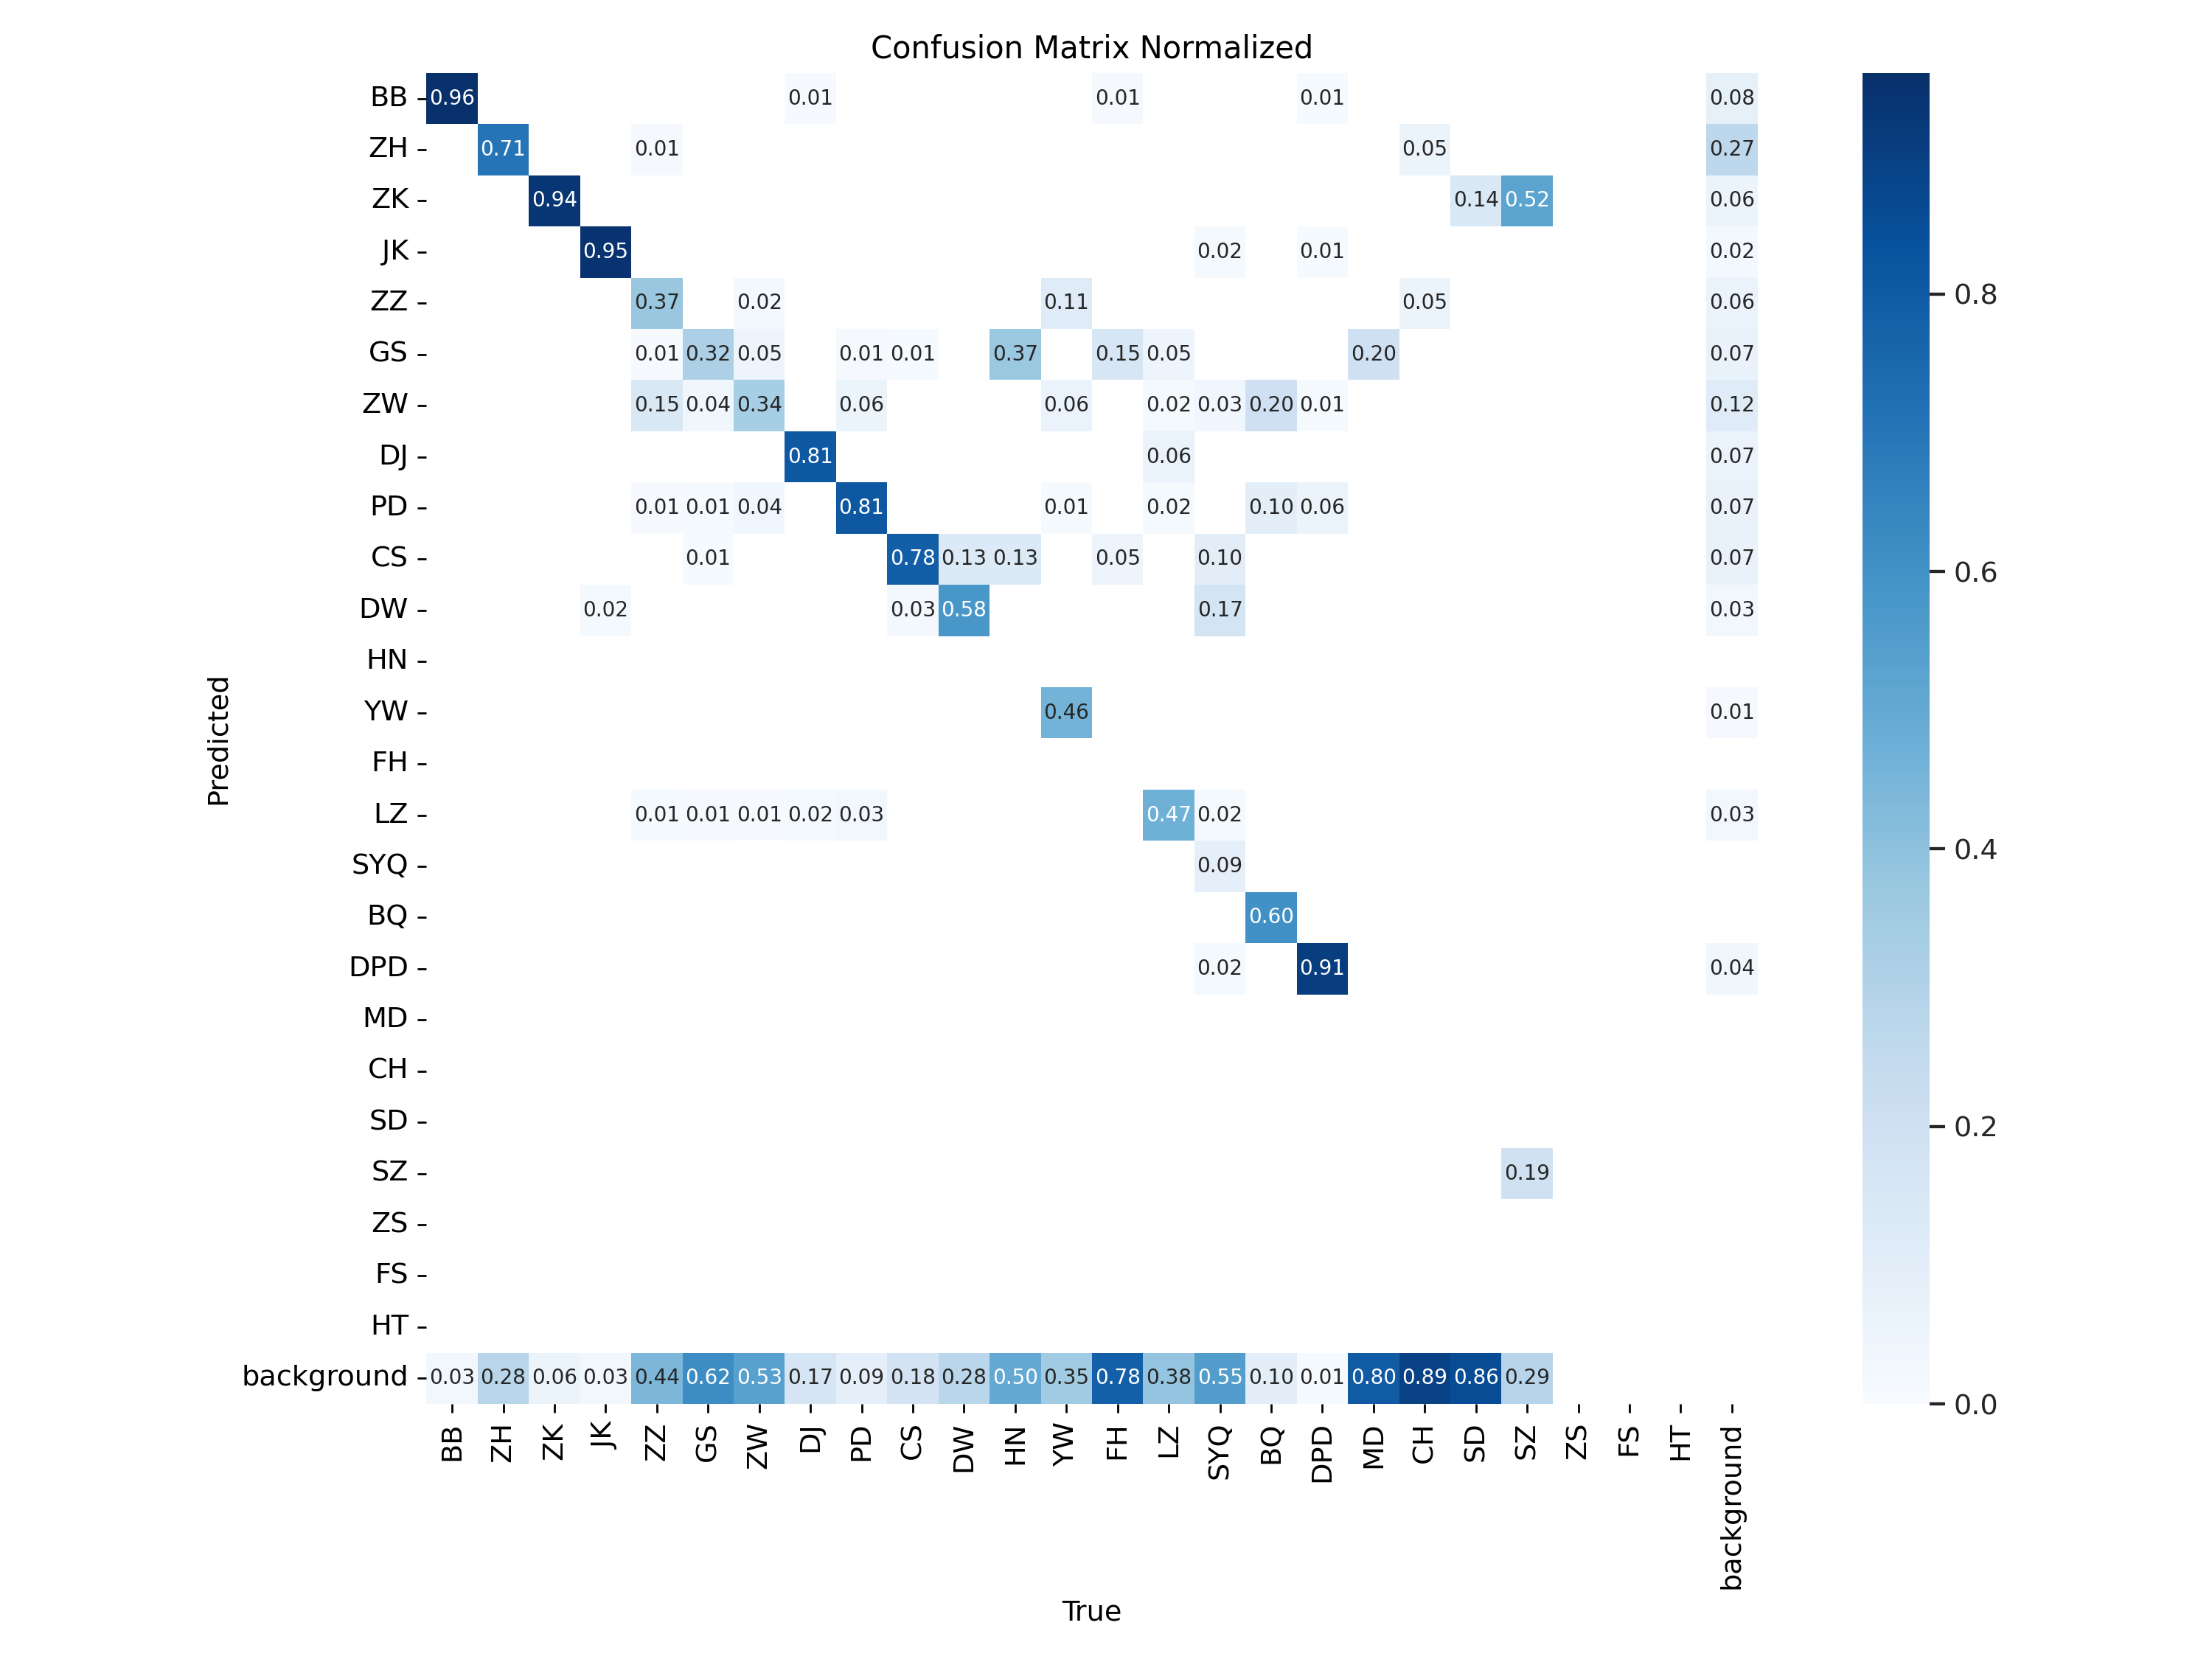 Confusion Matrix Normalized
BB 0.96 0.01 0.01 0.01 0.08
ZH 0.71 0.01 0.05 0.27
ZK 0.94 0.14 0.52 0.06
JK 0.95 0.02 0.01 0.02
ZZ 0.37 0.02 0.11 0.05 0.06
GS 0.01 0.32 0.05 0.01 0.01 0.37 0.15 0.05 0.20 0.07
ZW 0.15 0.04 0.34 0.06 0.06 0.02 0.03 0.20 0.01 0.12
DJ 0.81 0.06 0.07
PD 0.01 0.01 0.04 0.81 0.01 0.02 0.10 0.06 0.07
CS 0.01 0.78 0.13 0.13 0.05 0.10 0.07
DW 0.02 0.03 0.58 0.17 0.03
HN
YW 0.46 0.01
FH
LZ 0.01 0.01 0.01 0.02 0.03 0.47 0.02 0.03
SYQ 0.09
BQ 0.60
DPD 0.02 0.91 0.04
MD
CH
SD
SZ 0.19
ZS
FS
HT
background 0.03 0.28 0.06 0.03 0.44 0.62 0.53 0.17 0.09 0.18 0.28 0.50 0.35 0.78 0.38 0.55 0.10 0.01 0.80 0.89 0.86 0.29
BB ZH ZK JK ZZ GS ZW DJ PD CS DW HN YW FH LZ SYQ BQ DPD MD CH SD SZ ZS FS HT background
True
Predicted
0.8
0.6
0.4
0.2
0.0